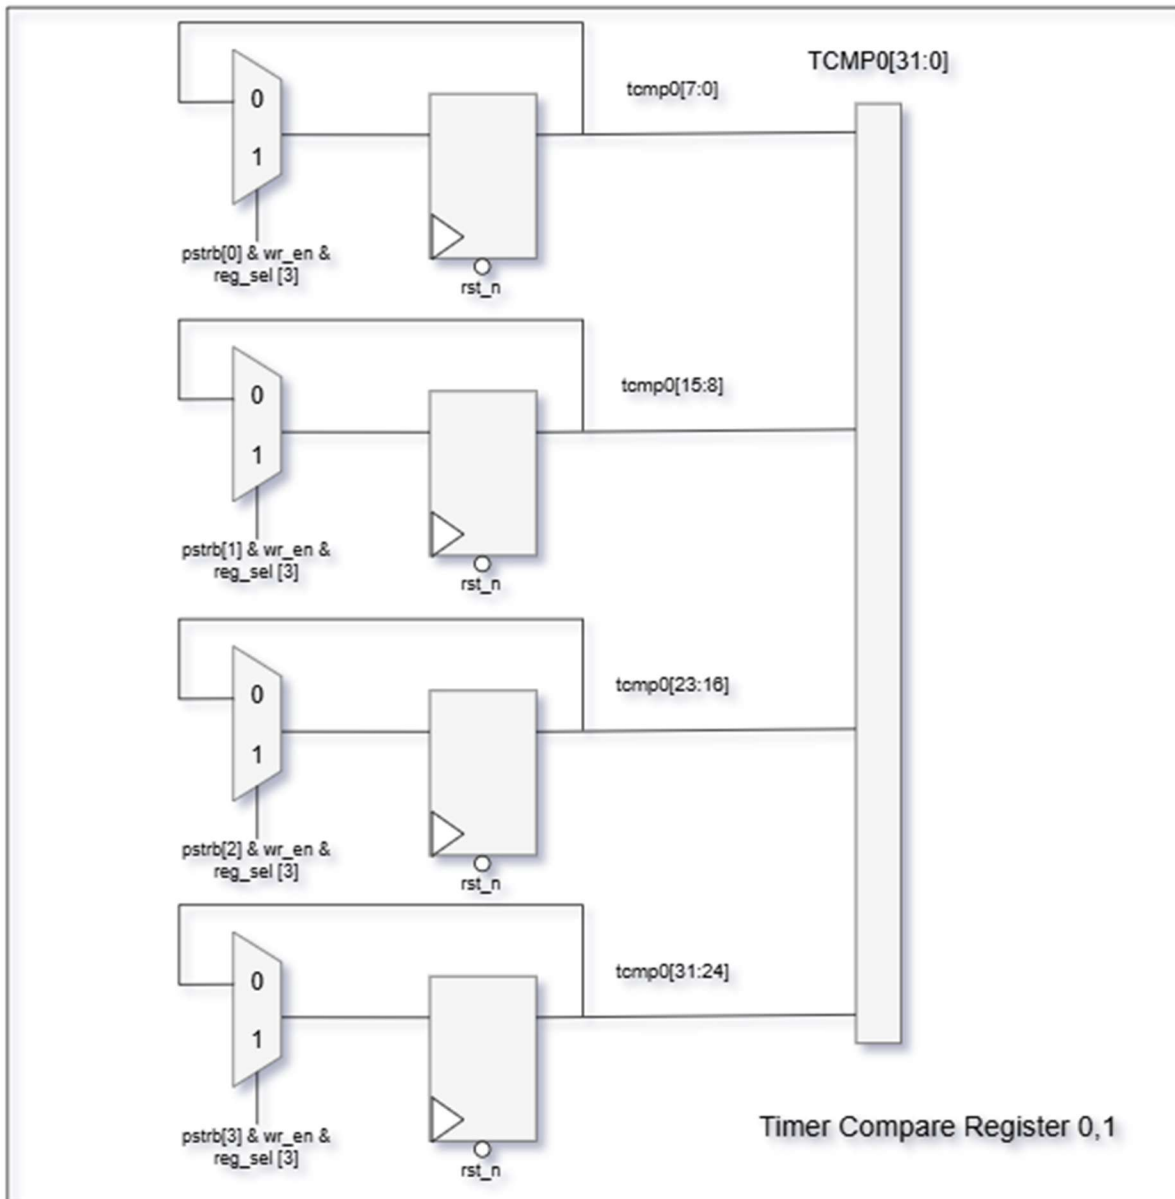 TCMP0[31:0]
tcmp0[7:0]
0
1
pstrb[0] & wr_en &
reg_sel [3]
rst_n
tcmp0[15:8]
0
1
pstrb[1] & wr_en &
reg_sel [3]
rst_n
tcmp0[23:16]
0
1
pstrb[2] & wr_en &
reg_sel [3]
rst_n
tcmp0[31:24]
0
1
pstrb[3] & wr_en &
reg_sel [3]
rst_n
Timer Compare Register 0,1